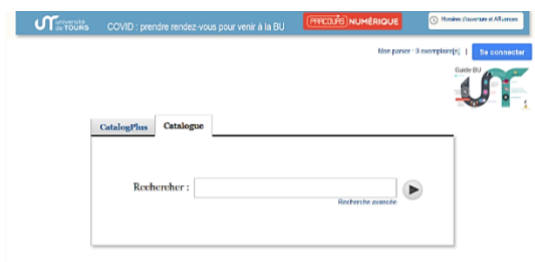 université
de TOURS
COVID : prendre rendez-vous pour venir à la BU
PARCOURS NUMÉRIQUE
Horaires d'ouverture et Affluences
Mon panier : 0 exemplaire(s) | Se connecter
Guide BU
CatalogPlus Catalogue
Rechercher :
Recherche avancée